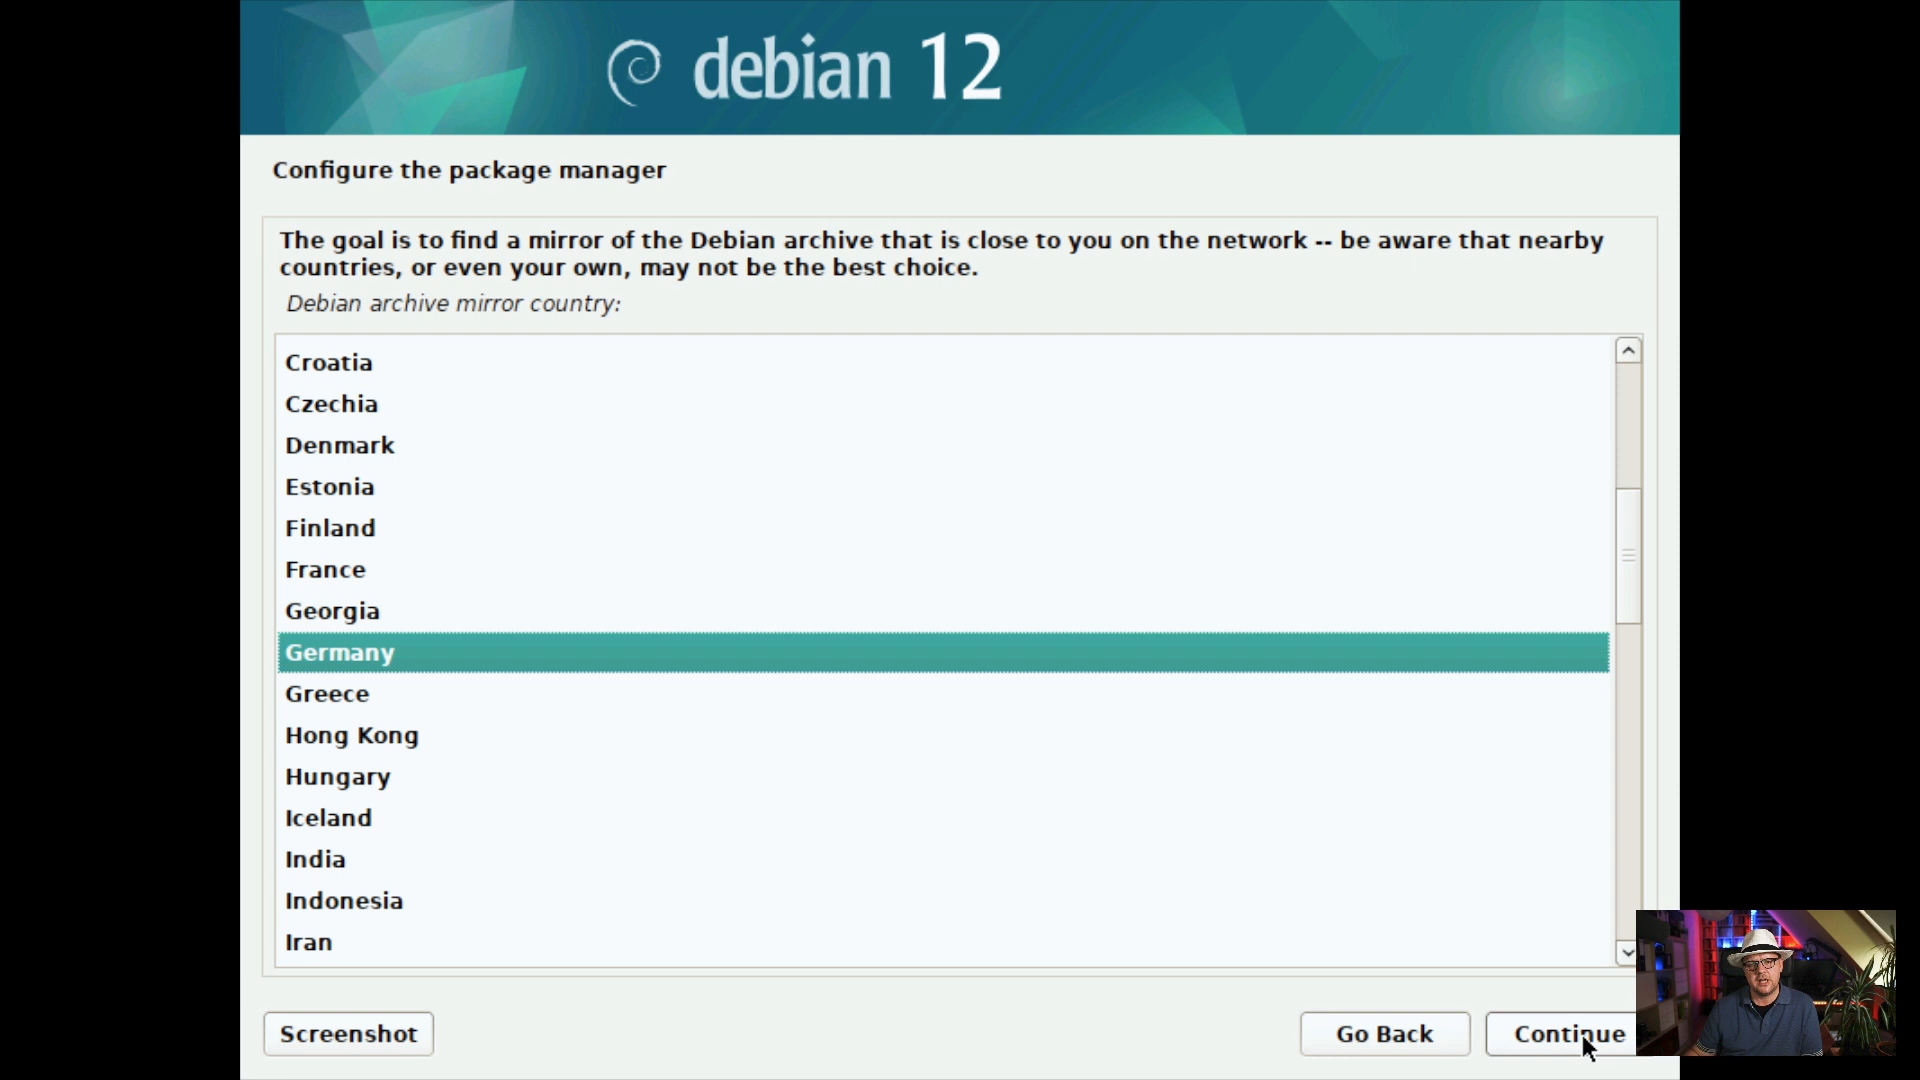 debian 12
Configure the package manager
The goal is to find a mirror of the Debian archive that is close to you on the network -- be aware that nearby
countries, or even your own, may not be the best choice.
Debian archive mirror country:
Croatia
Czechia
Denmark
Estonia
Finland
France
Georgia
Germany
Greece
Hong Kong
Hungary
Iceland
India
Indonesia
Iran
Screenshot
Go Back
Continue